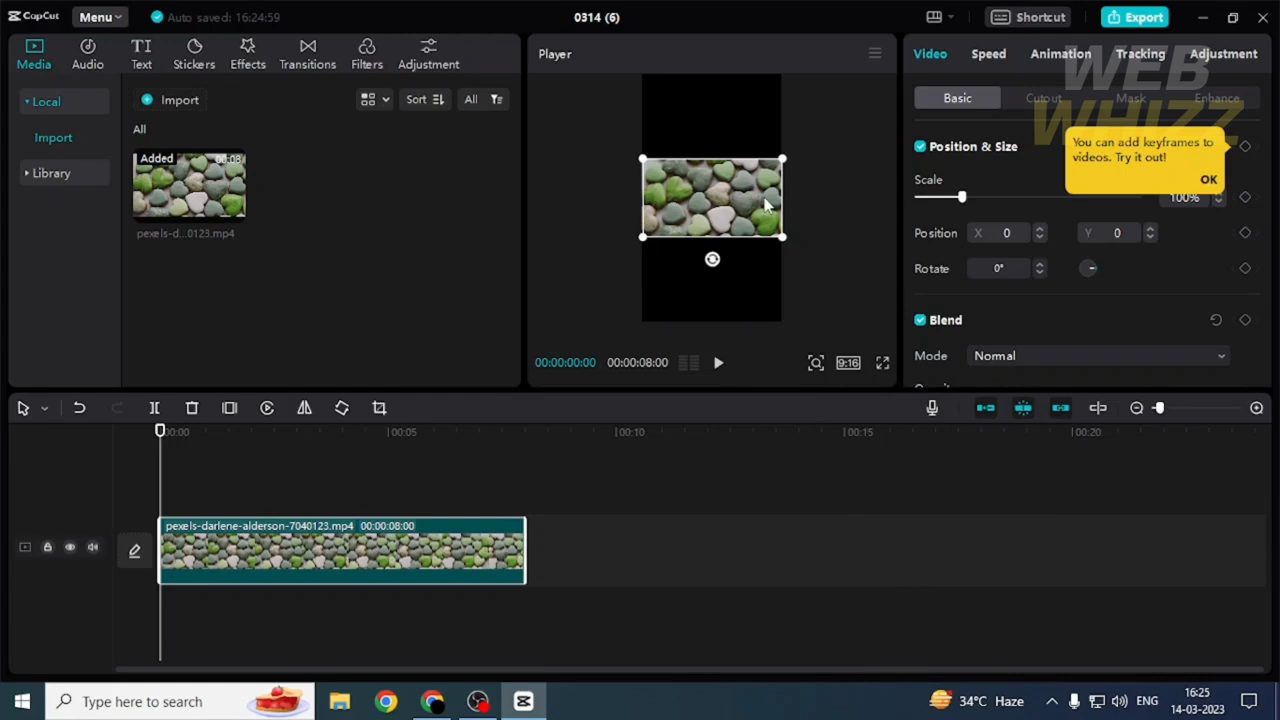 CapCut
Menu
Auto saved: 16:24:59
0314 (6)
Shortcut
Export
Media
Audio
Text
Stickers
Effects
Transitions
Filters
Adjustment
Player
Video
Speed
Animation
Tracking
Adjustment
WEB
WHIZZ
Local
Import
Sort
All
Basic
Cutout
Mask
Enhance
Import
All
Library
Added
00:08
pexels-d...0123.mp4
Position & Size
You can add keyframes to
videos. Try it out!
OK
Scale
100%
Position
X 0
Y 0
Rotate
0°
Blend
Mode
Normal
00:00:00:00
00:00:08:00
9:16
00:00
00:05
00:10
00:15
00:20
pexels-darlene-alderson-7040123.mp4 00:00:08:00
Type here to search
34°C Haze
ENG
16:25
14-03-2023